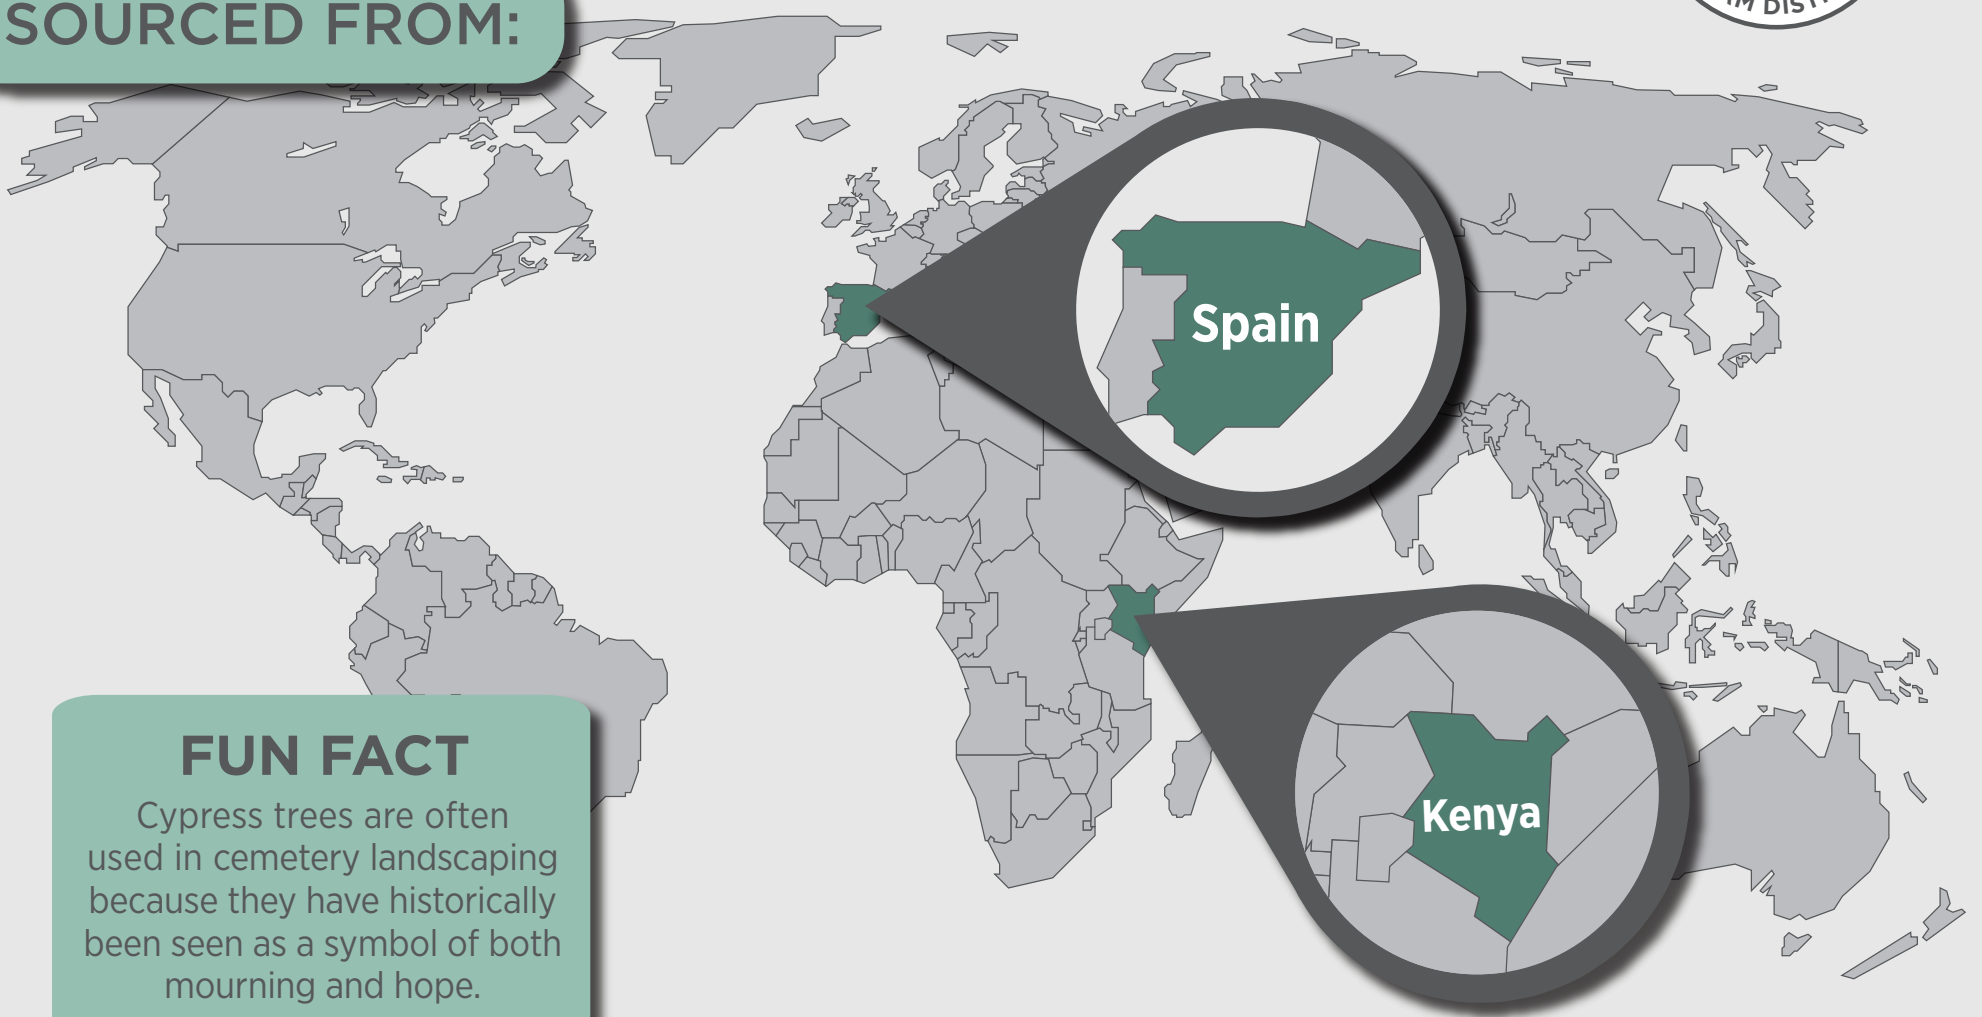 SOURCED FROM:
Spain
Kenya
FUN FACT
Cypress trees are often
used in cemetery landscaping
because they have historically
been seen as a symbol of both
mourning and hope.